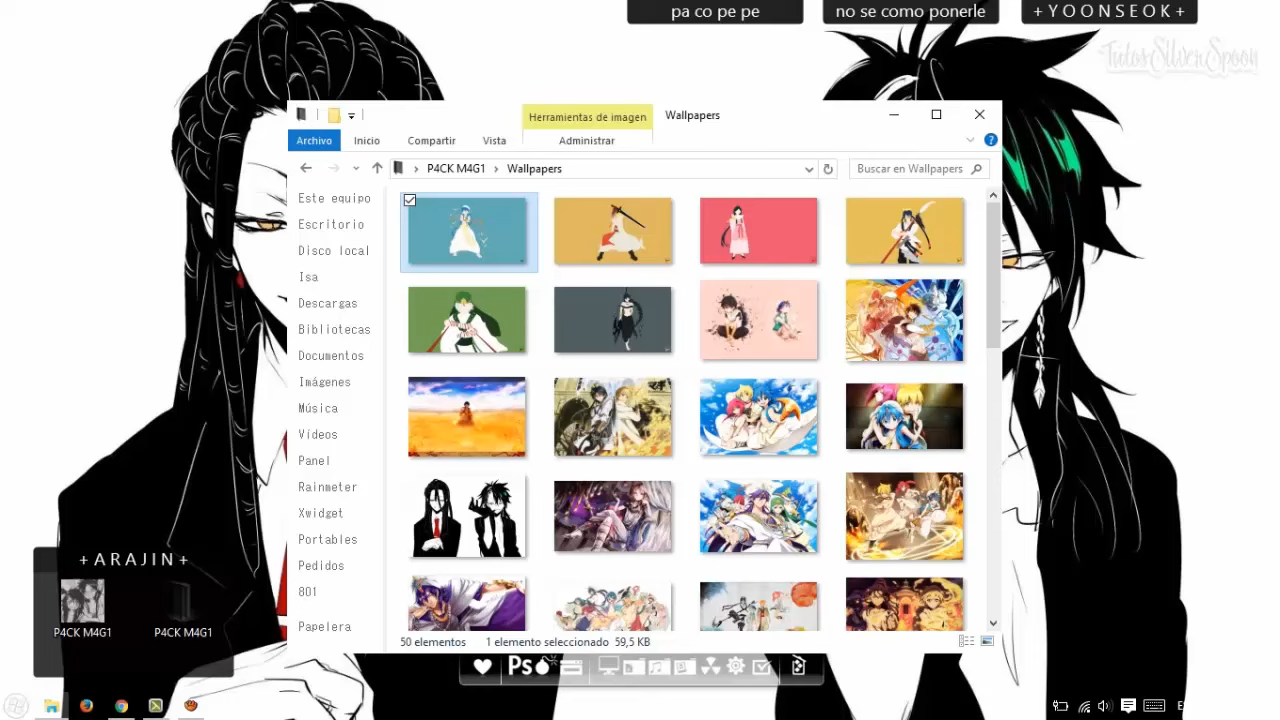 pa co pe pe
no se como ponerle
+YOONSEOK+
TutosSilverSpoon
Herramientas de imagen
Wallpapers
Archivo
Inicio
Compartir
Vista
Administrar
P4CK M4G1
Wallpapers
Buscar en Wallpapers
Este equipo
Escritorio
Disco local
Isa
Descargas
Bibliotecas
Documentos
Imágenes
Música
Vídeos
Panel
Rainmeter
Xwidget
Portables
Pedidos
801
Papelera
50 elementos
1 elemento seleccionado 59,5 KB
+ARAJIN+
P4CK M4G1
P4CK M4G1
Ps